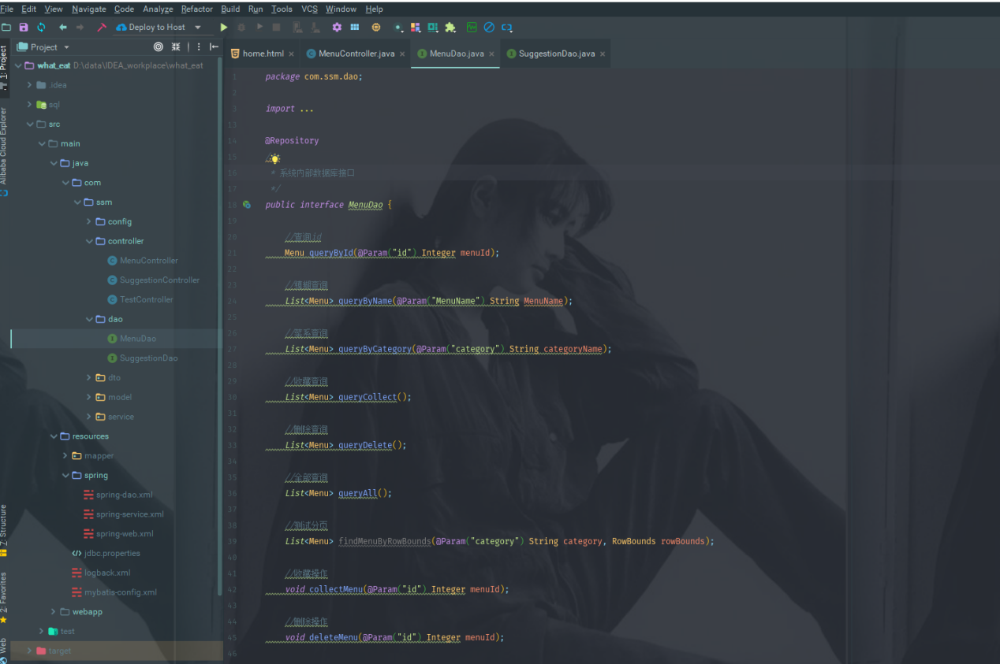 File Edit View Navigate Code Analyze Refactor Build Run Tools VCS Window Help
Deploy to Host
Project
home.html MenuController.java MenuDao.java SuggestionDao.java
1: Project
Alibaba Cloud Explorer
7: Structure
2: Favorites
Web
what_eat D:\data\IDEA_workplace\what_eat
.idea
sql
src
main
java
com
ssm
config
controller
MenuController
SuggestionController
TestController
dao
MenuDao
SuggestionDao
dto
model
service
resources
mapper
spring
spring-dao.xml
spring-service.xml
spring-web.xml
jdbc.properties
logback.xml
mybatis-config.xml
webapp
test
target
1 package com.ssm.dao;
2
3 import ...
13
14 @Repository
15
16 * 系统内部数据库接口
17 */
18 public interface MenuDao {
19
20 //查询id
21 Menu queryById(@Param("id") Integer menuId);
22
23 //模糊查询
24 List<Menu> queryByName(@Param("MenuName") String MenuName);
25
26 //菜系查询
27 List<Menu> queryByCategory(@Param("category") String categoryName);
28
29 //收藏查询
30 List<Menu> queryCollect();
31
32 //删除查询
33 List<Menu> queryDelete();
34
35 //全部查询
36 List<Menu> queryAll();
37
38 //测试分页
39 List<Menu> findMenuByRowBounds(@Param("category") String category, RowBounds rowBounds);
40
41 //收藏操作
42 void collectMenu(@Param("id") Integer menuId);
43
44 //删除操作
45 void deleteMenu(@Param("id") Integer menuId);
46